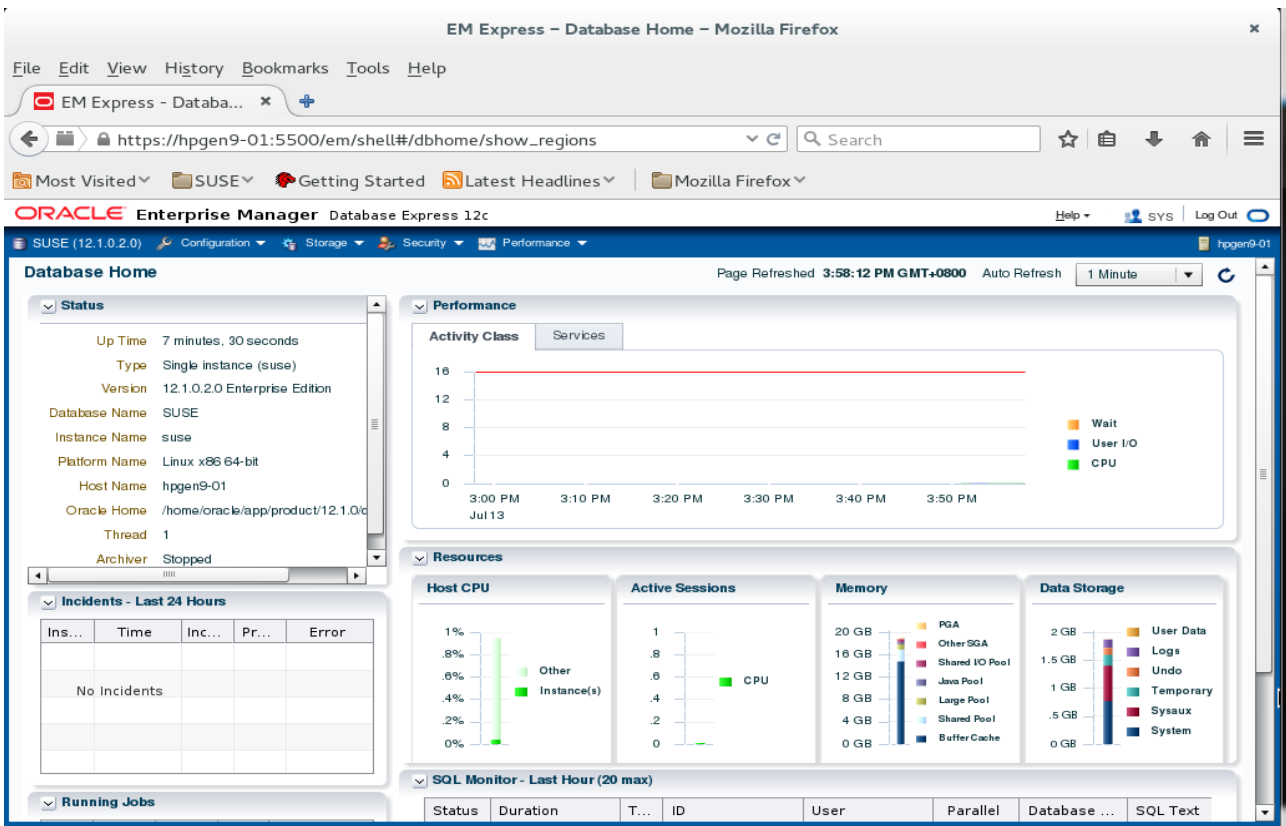 EM Express – Database Home – Mozilla Firefox
File Edit View History Bookmarks Tools Help
EM Express - Databa...
https://hpgen9-01:5500/em/shell#/dbhome/show_regions
Search
Most Visited SUSE Getting Started Latest Headlines Mozilla Firefox
ORACLE Enterprise Manager Database Express 12c
Help SYS Log Out
SUSE (12.1.0.2.0) Configuration Storage Security Performance hpgen9-01
Database Home
Page Refreshed 3:58:12 PM GMT+0800 Auto Refresh 1 Minute
Status
Up Time 7 minutes, 30 seconds
Type Single instance (suse)
Version 12.1.0.2.0 Enterprise Edition
Database Name SUSE
Instance Name suse
Platform Name Linux x86 64-bit
Host Name hpgen9-01
Oracle Home /home/oracle/app/product/12.1.0/d
Thread 1
Archiver Stopped
Incidents - Last 24 Hours
Ins... Time Inc... Pr... Error
No Incidents
Running Jobs
Performance
Activity Class Services
16
12
8
4
0
3:00 PM 3:10 PM 3:20 PM 3:30 PM 3:40 PM 3:50 PM
Jul 13
Wait
User I/O
CPU
Resources
Host CPU
1%
.8%
.6%
.4%
.2%
0%
Other
Instance(s)
Active Sessions
1
.8
.6
.4
.2
0
CPU
Memory
20 GB
16 GB
12 GB
8 GB
4 GB
0 GB
PGA
Other SGA
Shared I/O Pool
Java Pool
Large Pool
Shared Pool
Buffer Cache
Data Storage
2 GB
1.5 GB
1 GB
.5 GB
0 GB
User Data
Logs
Undo
Temporary
Sysaux
System
SQL Monitor - Last Hour (20 max)
Status Duration T... ID User Parallel Database ... SQL Text